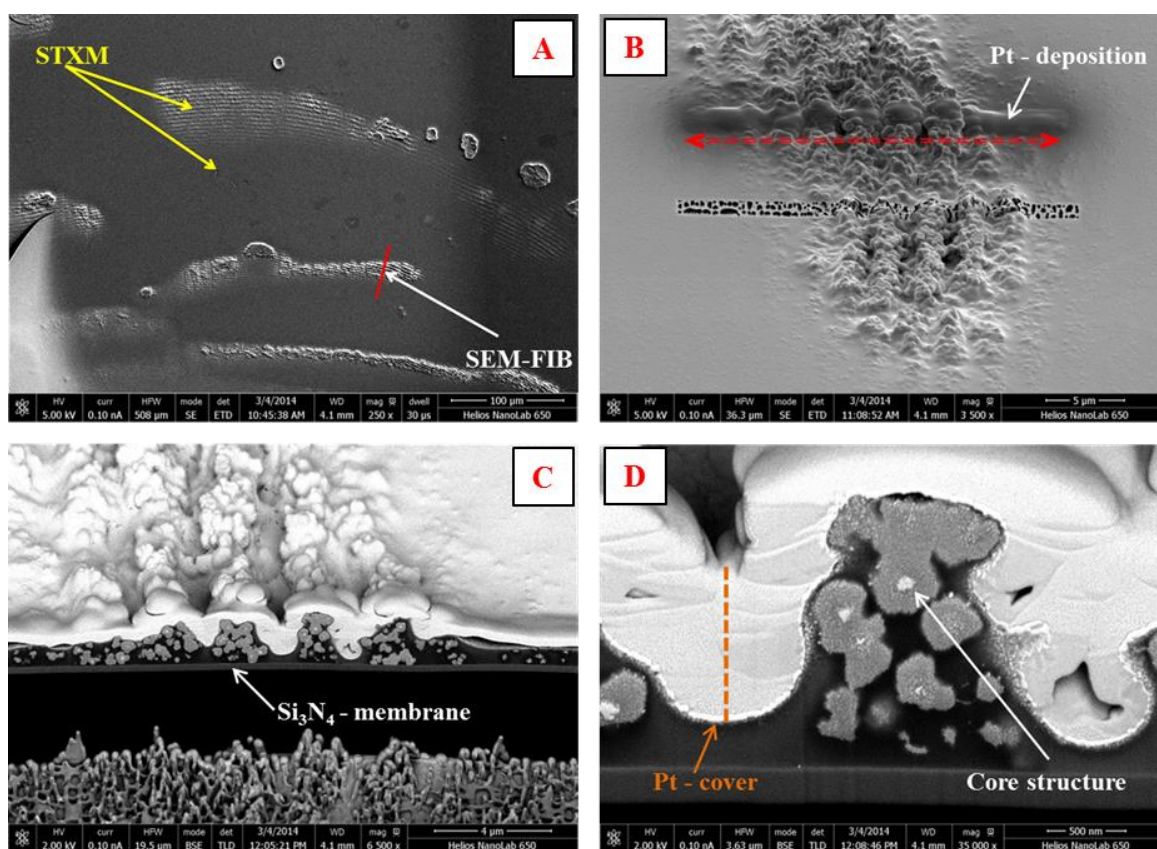 STXM
A
SEM-FIB
HV curr HFW mode det 3/4/2014 WD mag dwell 100 µm
5.00 kV 0.10 nA 508 µm SE ETD 10:45:38 AM 4.1 mm 250 x 30 µs Helios NanoLab 650
B
Pt - deposition
HV curr HFW mode det 3/4/2014 WD mag 5 µm
5.00 kV 0.10 nA 36.3 µm SE ETD 11:08:52 AM 4.1 mm 3 500 x Helios NanoLab 650
C
Si₃N₄ - membrane
HV curr HFW mode det 3/4/2014 WD mag 4 µm
2.00 kV 0.10 nA 19.5 µm BSE TLD 12:05:21 PM 4.1 mm 6 500 x Helios NanoLab 650
D
Pt - cover
Core structure
HV curr HFW mode det 3/4/2014 WD mag 500 nm
2.00 kV 0.10 nA 3.63 µm BSE TLD 12:08:46 PM 4.1 mm 35 000 x Helios NanoLab 650